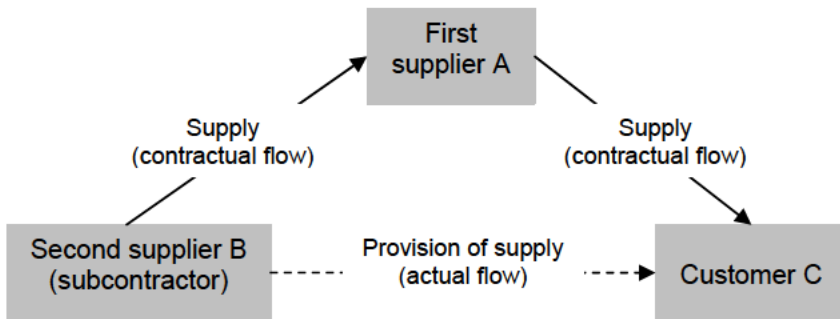 First
supplier A
Supply
(contractual flow)
Supply
(contractual flow)
Second supplier B
(subcontractor)
Provision of supply
(actual flow)
Customer C